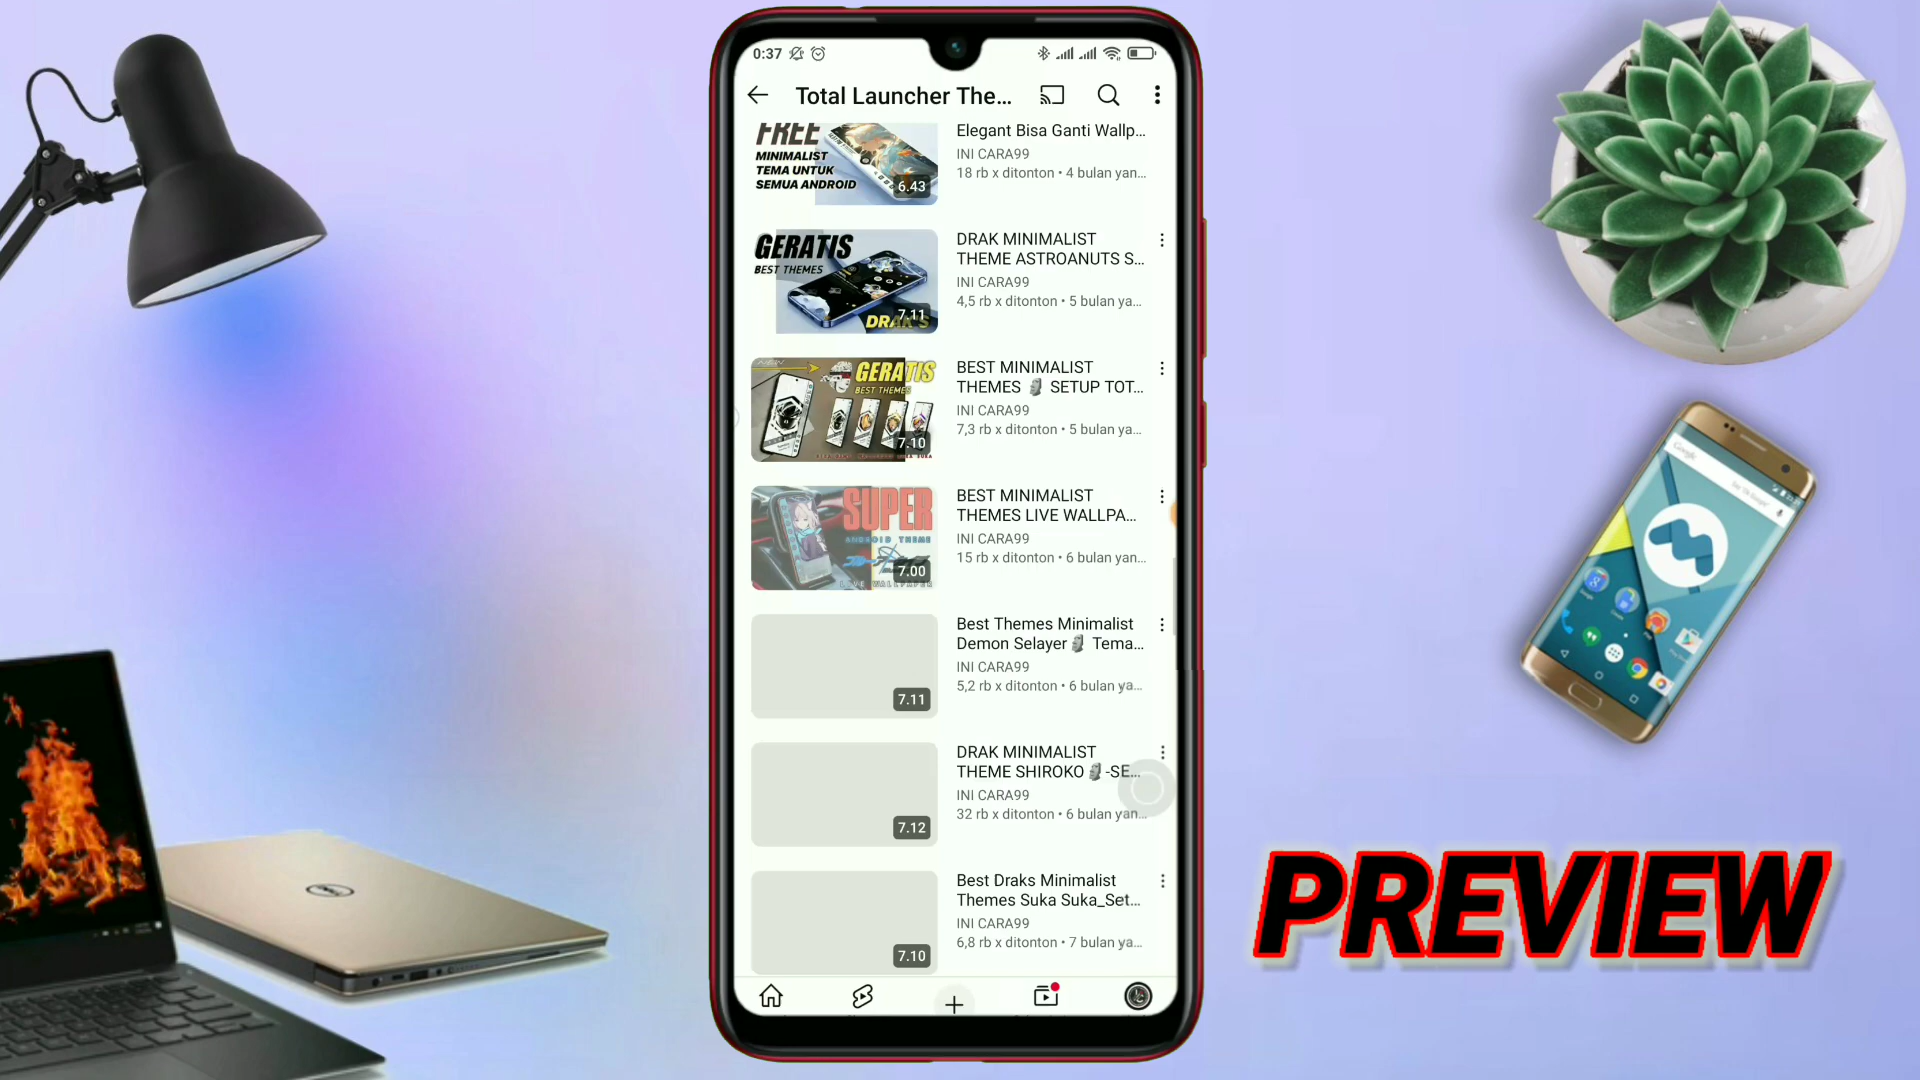 0:37
Total Launcher The...
FREE
MINIMALIST
TEMA UNTUK
SEMUA ANDROID
6.43
Elegant Bisa Ganti Wallp...
INI CARA99
18 rb x ditonton • 4 bulan yan...
GERATIS
BEST THEMES
7.11
DRAK MINIMALIST
THEME ASTROANUTS S...
INI CARA99
4,5 rb x ditonton • 5 bulan ya...
GERATIS
BEST THEMES
7.10
BEST MINIMALIST
THEMES 🗿 SETUP TOT...
INI CARA99
7,3 rb x ditonton • 5 bulan ya...
SUPER
ANDROID THEME
LIVE WALLPAPER
7.00
BEST MINIMALIST
THEMES LIVE WALLPA...
INI CARA99
15 rb x ditonton • 6 bulan yan...
7.11
Best Themes Minimalist
Demon Selayer🗿 Tema...
INI CARA99
5,2 rb x ditonton • 6 bulan ya...
7.12
DRAK MINIMALIST
THEME SHIROKO🗿-SE...
INI CARA99
32 rb x ditonton • 6 bulan yan...
7.10
Best Draks Minimalist
Themes Suka Suka_Set...
INI CARA99
6,8 rb x ditonton • 7 bulan ya...
Google
DELL
PREVIEW